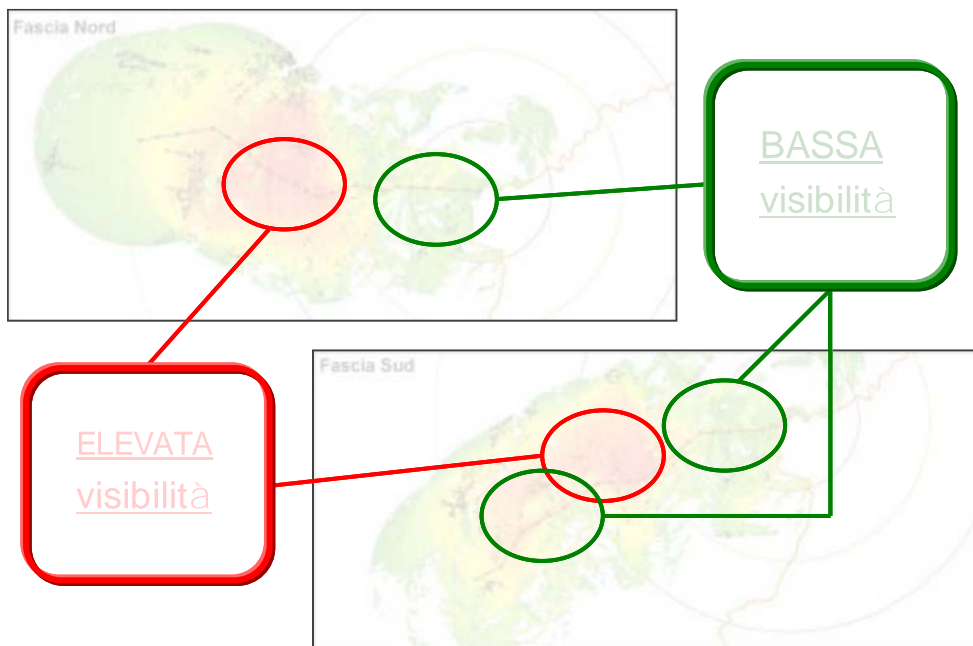 Fascia Nord
BASSA
visibilità
Fascia Sud
ELEVATA
visibilità